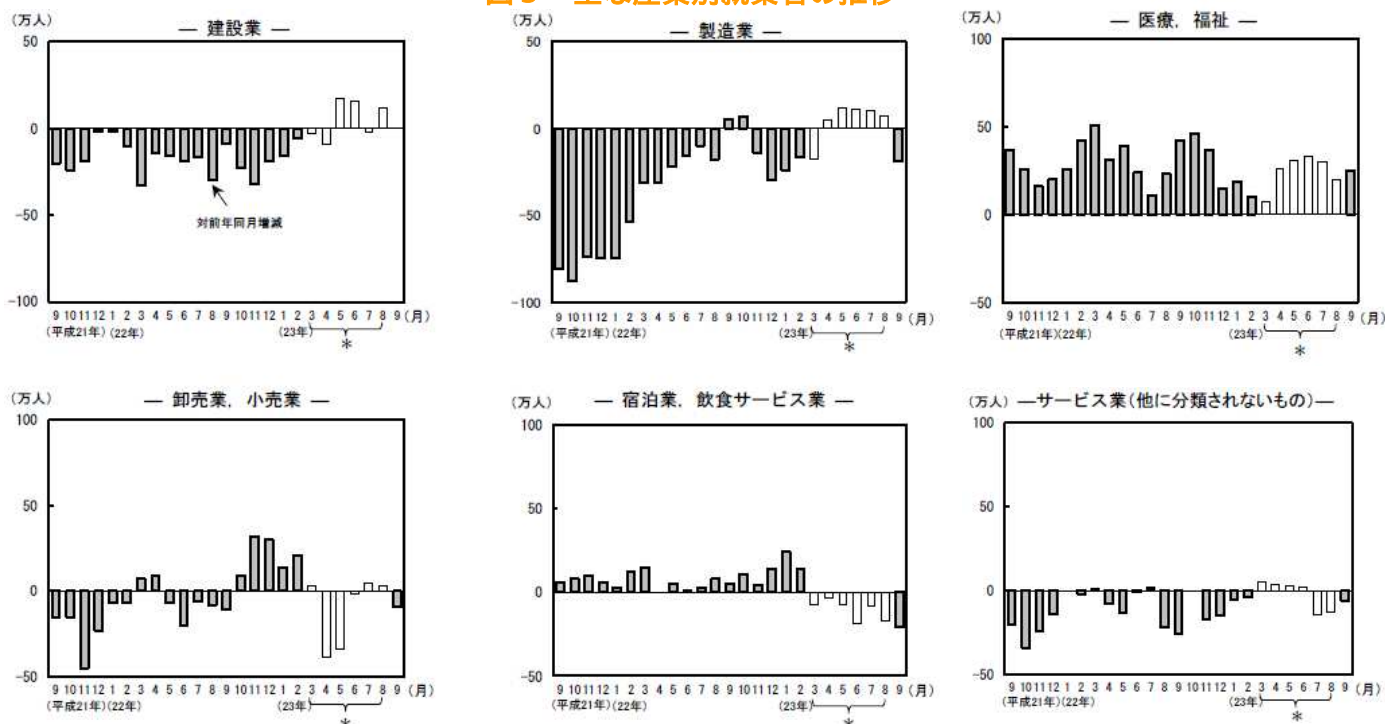 (万人)
― 建設業 ―
50
0
-50
-100
対前年同月増減
9 10 11 12 1 2 3 4 5 6 7 8 9 10 11 12 1 2 3 4 5 6 7 8 9 (月)
(平成21年) (22年) (23年)
*
(万人)
― 製造業 ―
50
0
-50
-100
9 10 11 12 1 2 3 4 5 6 7 8 9 10 11 12 1 2 3 4 5 6 7 8 9 (月)
(平成21年)(22年) (23年)
*
(万人)
― 医療, 福祉 ―
100
50
0
-50
9 10 11 12 1 2 3 4 5 6 7 8 9 10 11 12 1 2 3 4 5 6 7 8 9 (月)
(平成21年)(22年) (23年)
*
(万人)
― 卸売業, 小売業 ―
100
50
0
-50
9 10 11 12 1 2 3 4 5 6 7 8 9 10 11 12 1 2 3 4 5 6 7 8 9 (月)
(平成21年)(22年) (23年)
*
(万人)
― 宿泊業, 飲食サービス業 ―
100
50
0
-50
9 10 11 12 1 2 3 4 5 6 7 8 9 10 11 12 1 2 3 4 5 6 7 8 9 (月)
(平成21年)(22年) (23年)
*
(万人)
―サービス業(他に分類されないもの)―
100
50
0
-50
9 10 11 12 1 2 3 4 5 6 7 8 9 10 11 12 1 2 3 4 5 6 7 8 9 (月)
(平成21年)(22年) (23年)
*